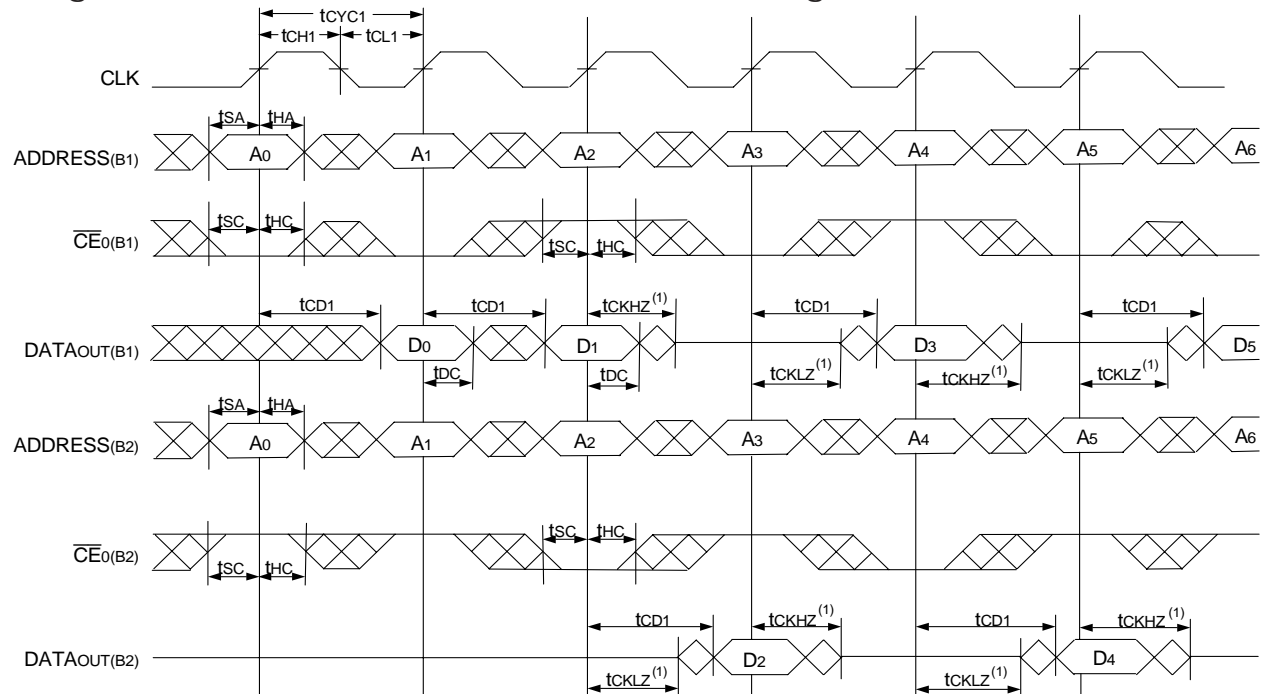 tCYC1
tCH1 tCL1
CLK
tSA tHA
ADDRESS(B1) A0 A1 A2 A3 A4 A5 A6
tSC tHC tSC tHC
CE0(B1)
tCD1 tCD1 tCKHZ(1) tCD1 tCD1
DATAOUT(B1) D0 D1 D3 D5
tDC tDC tCKLZ(1) tCKHZ(1) tCKLZ(1)
tSA tHA
ADDRESS(B2) A0 A1 A2 A3 A4 A5 A6
tSC tHC
CE0(B2)
tSC tHC
tCD1 tCKHZ(1) tCD1 tCKHZ(1)
DATAOUT(B2) D2 D4
tCKLZ(1) tCKLZ(1)